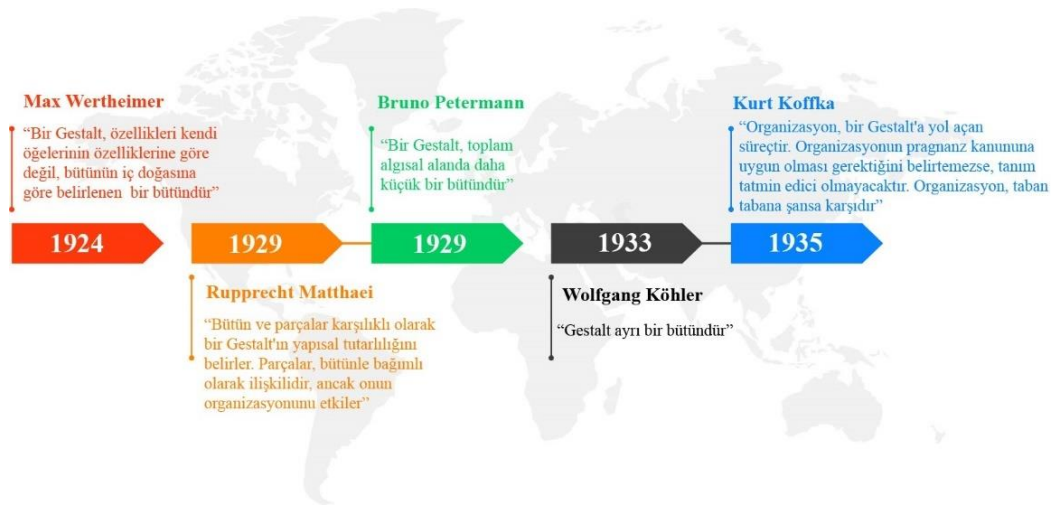 Max Wertheimer
“Bir Gestalt, özellikleri kendi
öğelerinin özelliklerine göre
değil, bütünün iç doğasına
göre belirlenen bir bütündür”
1924
1929
Rupprecht Matthaei
“Bütün ve parçalar karşılıklı olarak
bir Gestalt'ın yapısal tutarlılığını
belirler. Parçalar, bütünle bağımlı
olarak ilişkilidir, ancak onun
organizasyonunu etkiler”
Bruno Petermann
“Bir Gestalt, toplam
algısal alanda daha
küçük bir bütündür”
1929
1933
Wolfgang Köhler
“Gestalt ayrı bir bütündür”
Kurt Koffka
“Organizasyon, bir Gestalt'a yol açan
süreçtir. Organizasyonun pragnanz kanununa
uygun olması gerektiğini belirtemezse, tanım
tatmin edici olmayacaktır. Organizasyon, taban
tabana şansa karşıdır”
1935